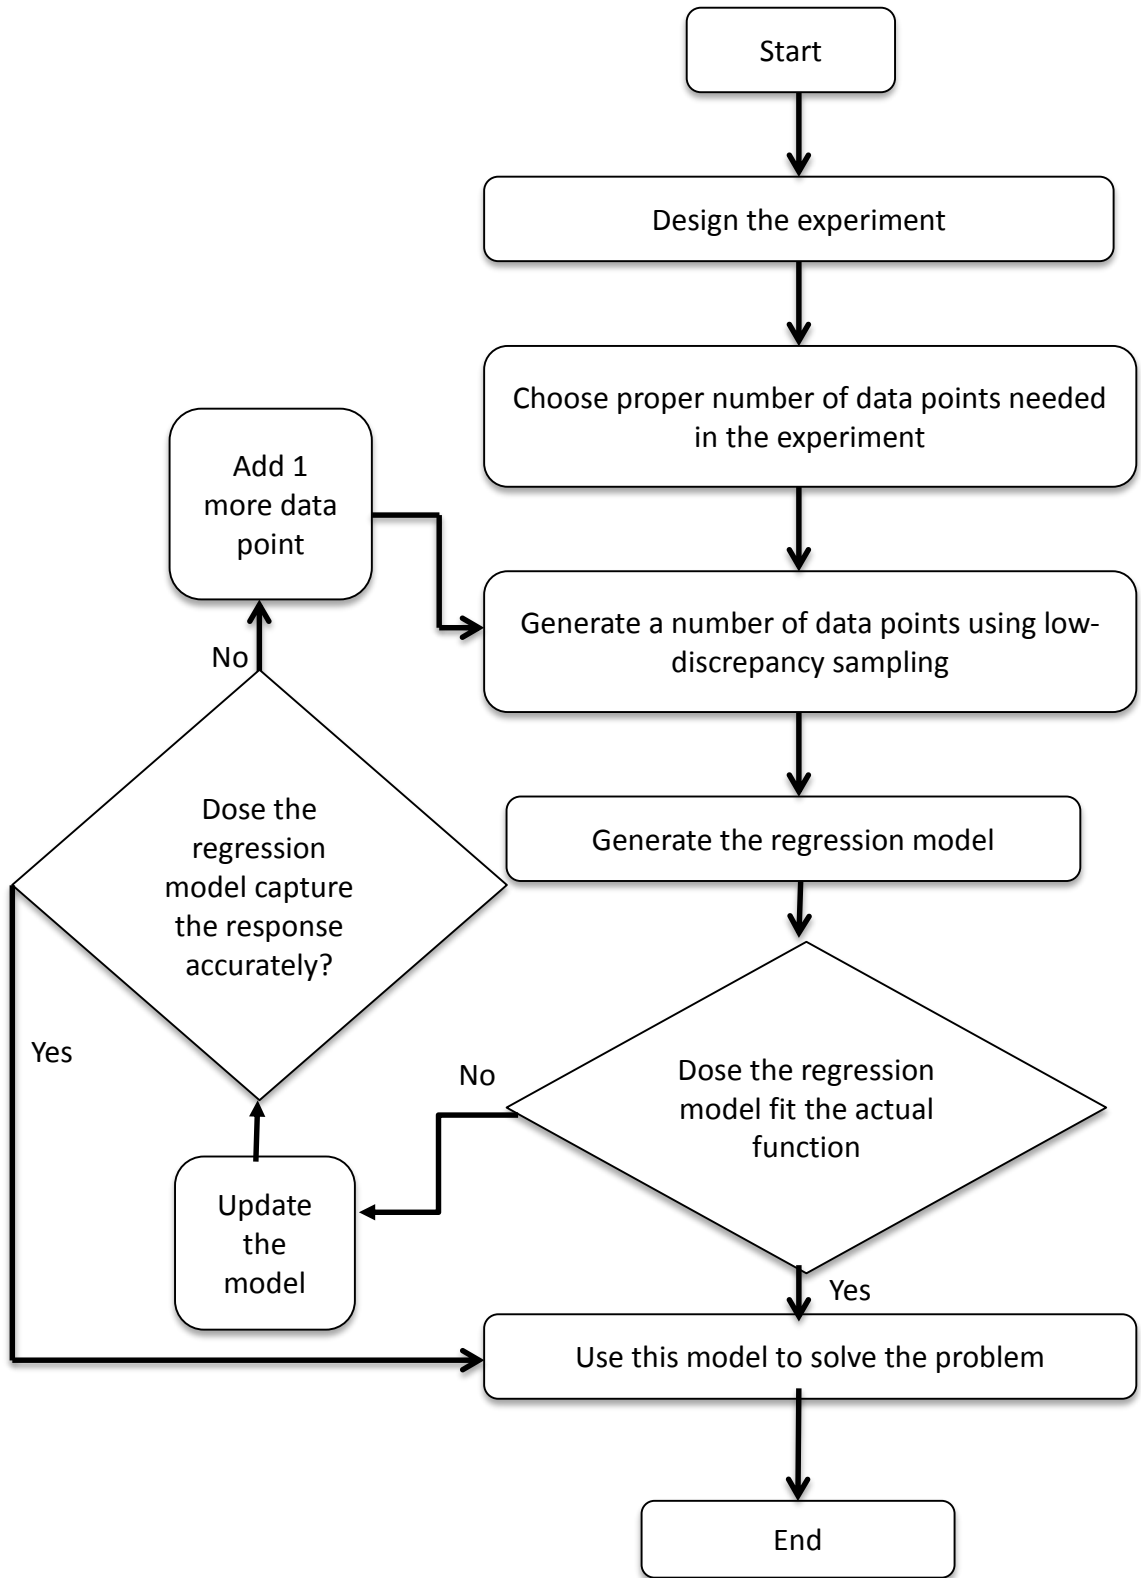 Start
Design the experiment
Choose proper number of data points needed
in the experiment
Add 1
more data
point
Generate a number of data points using low-
discrepancy sampling
No
Generate the regression model
Dose the
regression
model capture
the response
accurately?
Yes
No
Dose the regression
model fit the actual
function
Update
the
model
Yes
Use this model to solve the problem
End